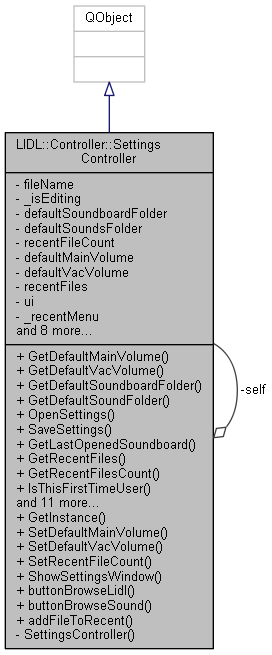 QObject
LIDL::Controller::Settings
Controller
- fileName
- _isEditing
- defaultSoundboardFolder
- defaultSoundsFolder
- recentFileCount
- defaultMainVolume
- defaultVacVolume
- recentFiles
- ui
- _recentMenu
and 8 more...
+ GetDefaultMainVolume()
+ GetDefaultVacVolume()
+ GetDefaultSoundboardFolder()
+ GetDefaultSoundFolder()
+ OpenSettings()
+ SaveSettings()
+ GetLastOpenedSoundboard()
+ GetRecentFiles()
+ GetRecentFilesCount()
+ IsThisFirstTimeUser()
and 11 more...
+ GetInstance()
+ SetDefaultMainVolume()
+ SetDefaultVacVolume()
+ SetRecentFileCount()
+ ShowSettingsWindow()
+ buttonBrowseLidl()
+ buttonBrowseSound()
+ addFileToRecent()
- SettingsController()
-self